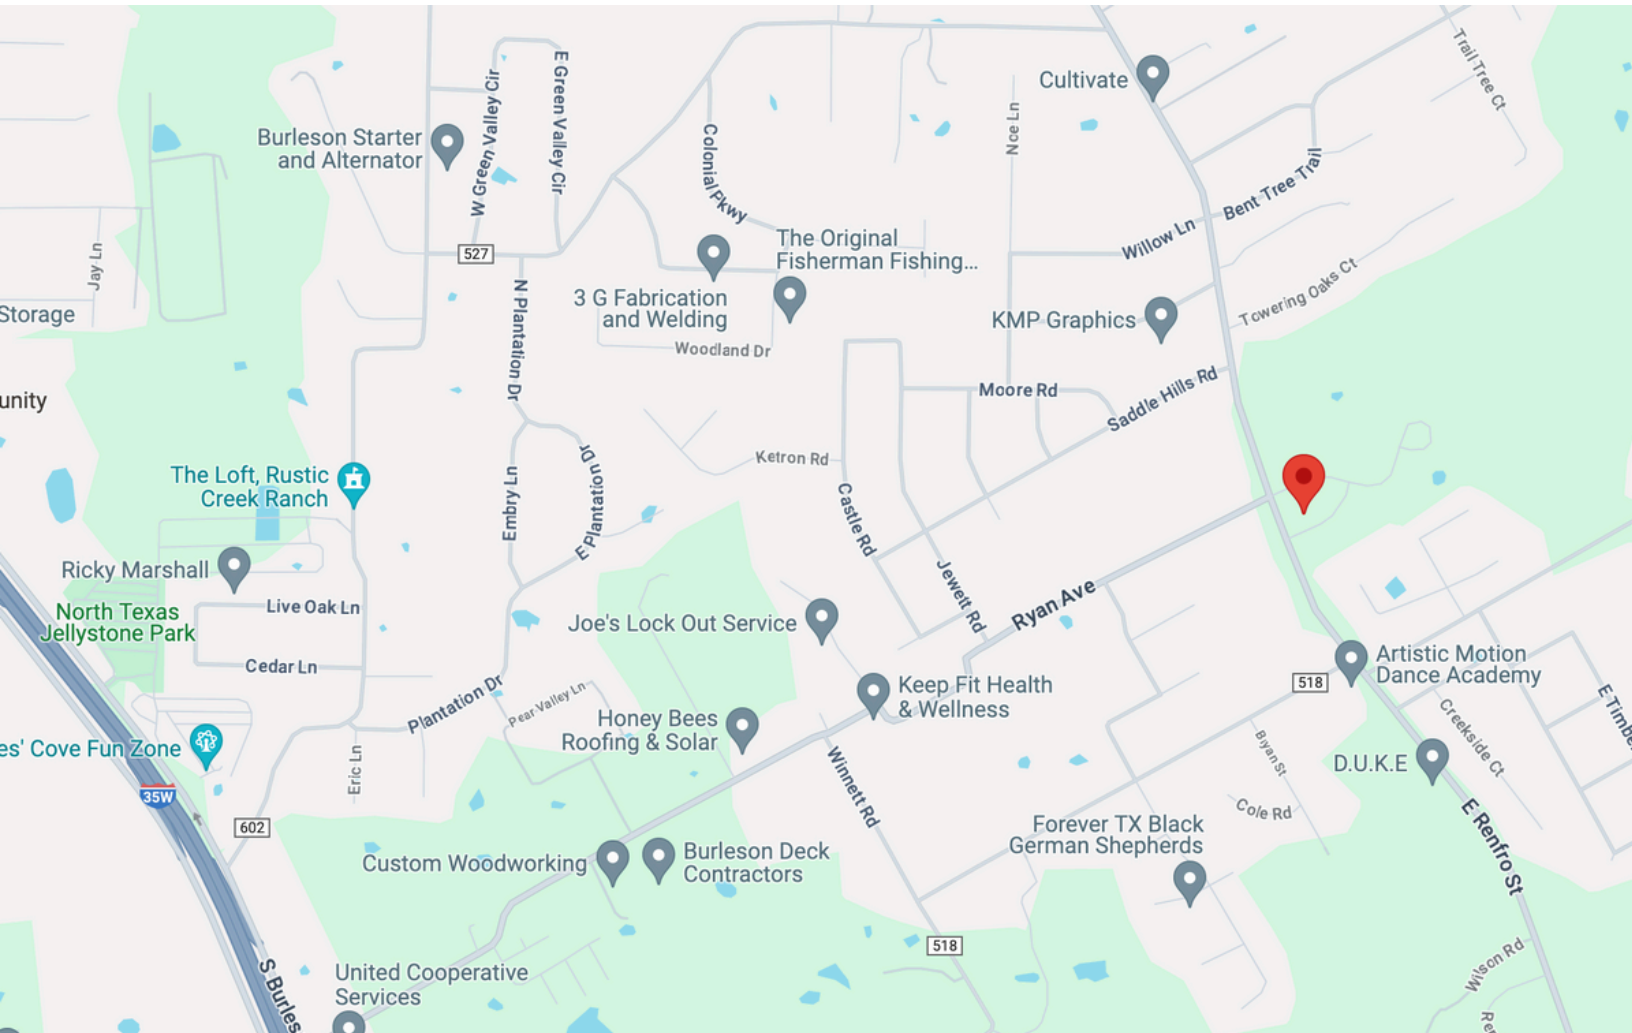 Trail Tree Ct
Cultivate
E Green Valley Cir
W Green Valley Cir
Noe Ln
Burleson Starter
and Alternator
Colonial Pkwy
Bent Tree Trail
Willow Ln
Jay Ln
527
The Original
Fisherman Fishing...
Towering Oaks Ct
3 G Fabrication
and Welding
N Plantation Dr
Storage
KMP Graphics
Woodland Dr
Moore Rd
Saddle Hills Rd
unity
Ketron Rd
E Plantation Dr
The Loft, Rustic
Creek Ranch
Embry Ln
Castle Rd
Ricky Marshall
Live Oak Ln
North Texas
Jellystone Park
Jewett Rd
Ryan Ave
Joe's Lock Out Service
Cedar Ln
Artistic Motion
Dance Academy
518
Keep Fit Health
& Wellness
Plantation Dr
Pear Valley Ln
Honey Bees
Roofing & Solar
E Timbe
Creekside Ct
es' Cove Fun Zone
Eric Ln
Bryan St
D.U.K.E
Winnett Rd
35W
602
Cole Rd
Forever TX Black
German Shepherds
E Renfro St
Custom Woodworking
Burleson Deck
Contractors
518
S Burles
United Cooperative
Services
Wilson Rd
Re